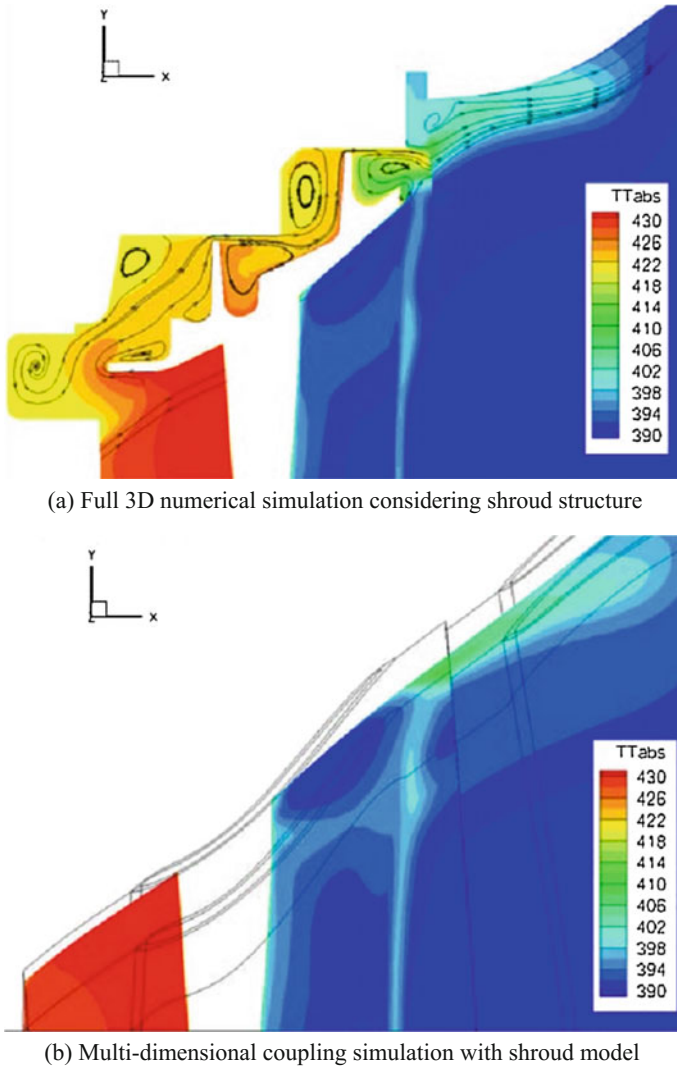 Y
Z
X
TTabs
430
426
422
418
414
410
406
402
398
394
390
(a) Full 3D numerical simulation considering shroud structure
Y
Z
X
TTabs
430
426
422
418
414
410
406
402
398
394
390
(b) Multi-dimensional coupling simulation with shroud model